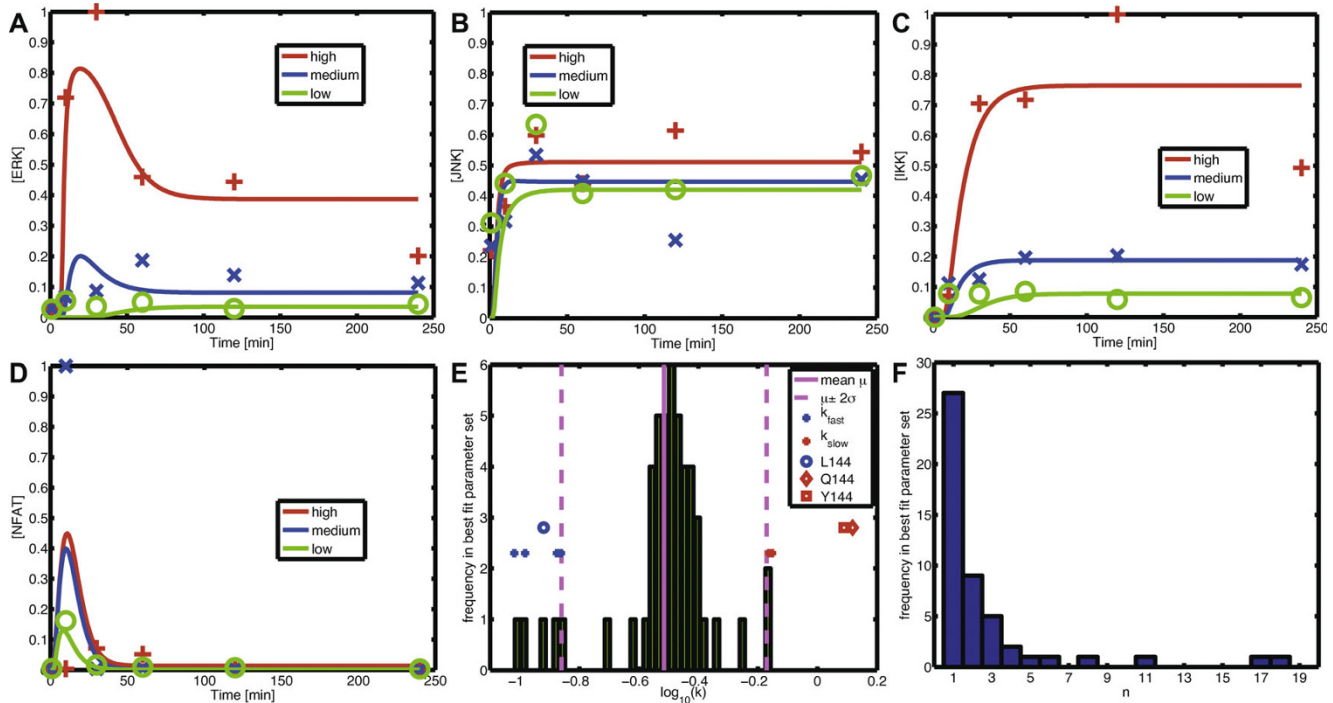 A
[ERK]
1
0.9
0.8
0.7
0.6
0.5
0.4
0.3
0.2
0.1
0
0 50 100 150 200 250
Time [min]
high
medium
low
B
[JNK]
1
0.9
0.8
0.7
0.6
0.5
0.4
0.3
0.2
0.1
0
0 50 100 150 200 250
Time [min]
high
medium
low
C
[IKK]
1
0.9
0.8
0.7
0.6
0.5
0.4
0.3
0.2
0.1
0
0 50 100 150 200 250
Time [min]
high
medium
low
D
[NFAT]
1
0.9
0.8
0.7
0.6
0.5
0.4
0.3
0.2
0.1
0
0 50 100 150 200 250
Time [min]
high
medium
low
E
frequency in best fit parameter set
6
5
4
3
2
1
0
-1 -0.8 -0.6 -0.4 -0.2 0 0.2
log10(k)
mean μ
μ± 2σ
kfast
kslow
L144
Q144
Y144
F
frequency in best fit parameter set
30
25
20
15
10
5
0
1 3 5 7 9 11 13 15 17 19
n